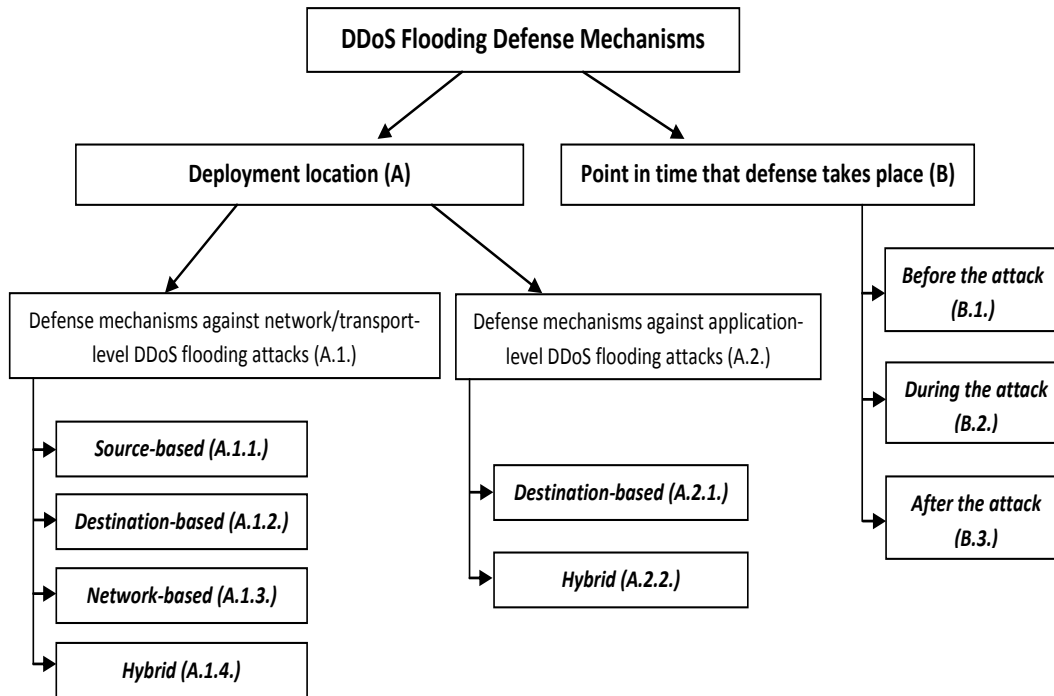 DDoS Flooding Defense Mechanisms
Deployment location (A)
Point in time that defense takes place (B)
Defense mechanisms against network/transport-
level DDoS flooding attacks (A.1.)
Source-based (A.1.1.)
Destination-based (A.1.2.)
Network-based (A.1.3.)
Hybrid (A.1.4.)
Defense mechanisms against application-
level DDoS flooding attacks (A.2.)
Destination-based (A.2.1.)
Hybrid (A.2.2.)
Before the attack
(B.1.)
During the attack
(B.2.)
After the attack
(B.3.)